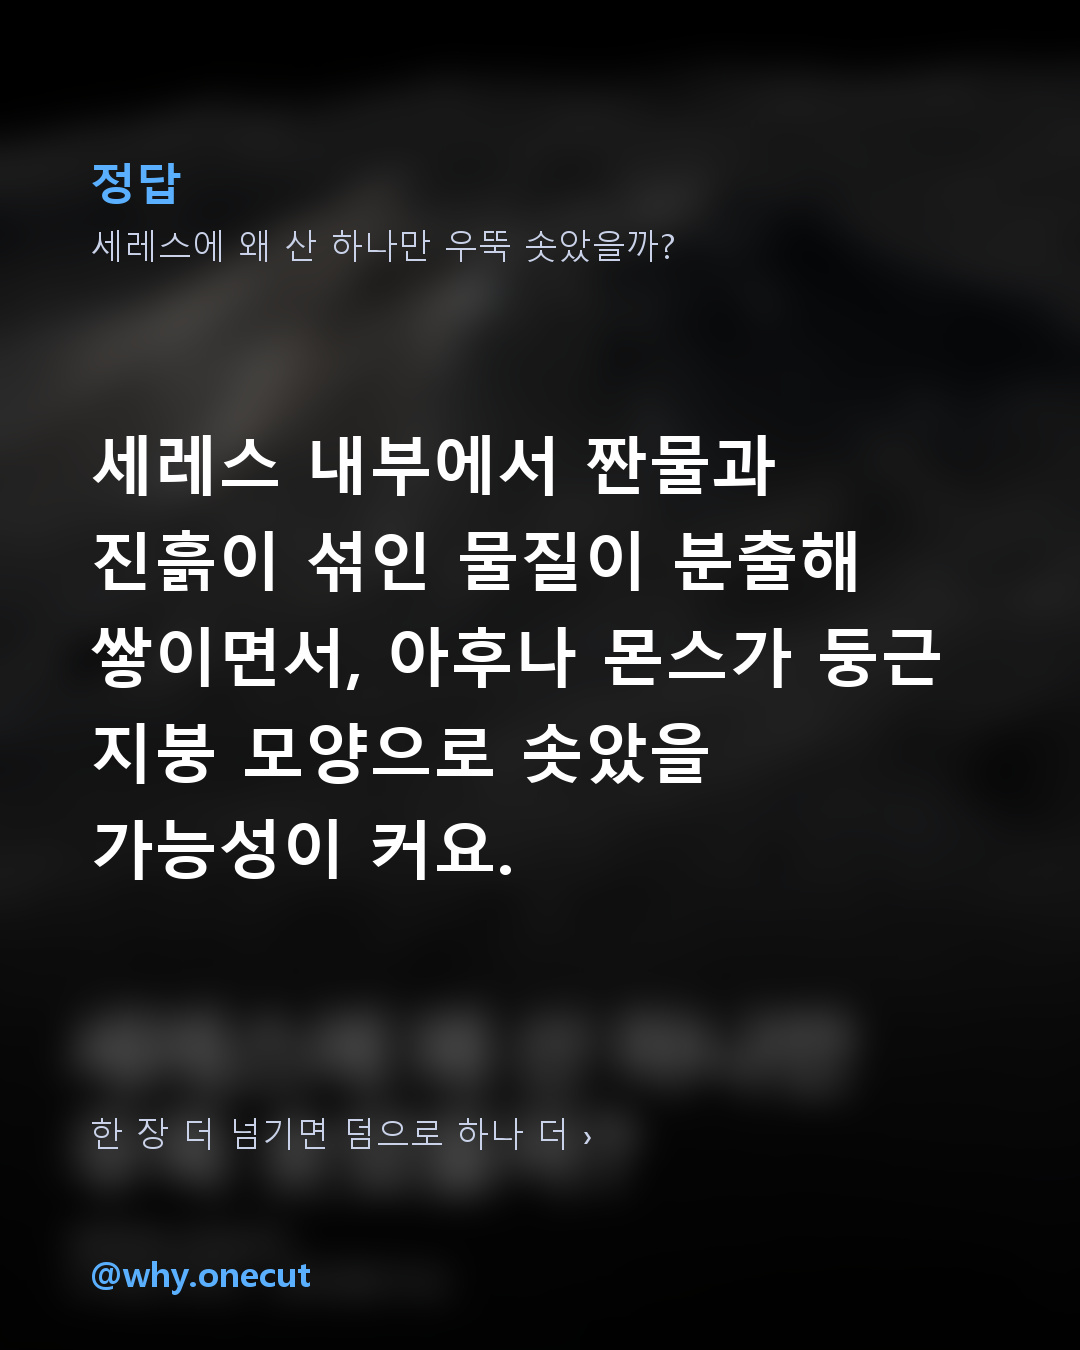 정답
세레스에 왜 산 하나만 우뚝 솟았을까?
세레스 내부에서 짠물과
진흙이 섞인 물질이 분출해
쌓이면서, 아후나 몬스가 둥근
지붕 모양으로 솟았을
가능성이 커요.
한 장 더 넘기면 덤으로 하나 더 ›
@why.onecut